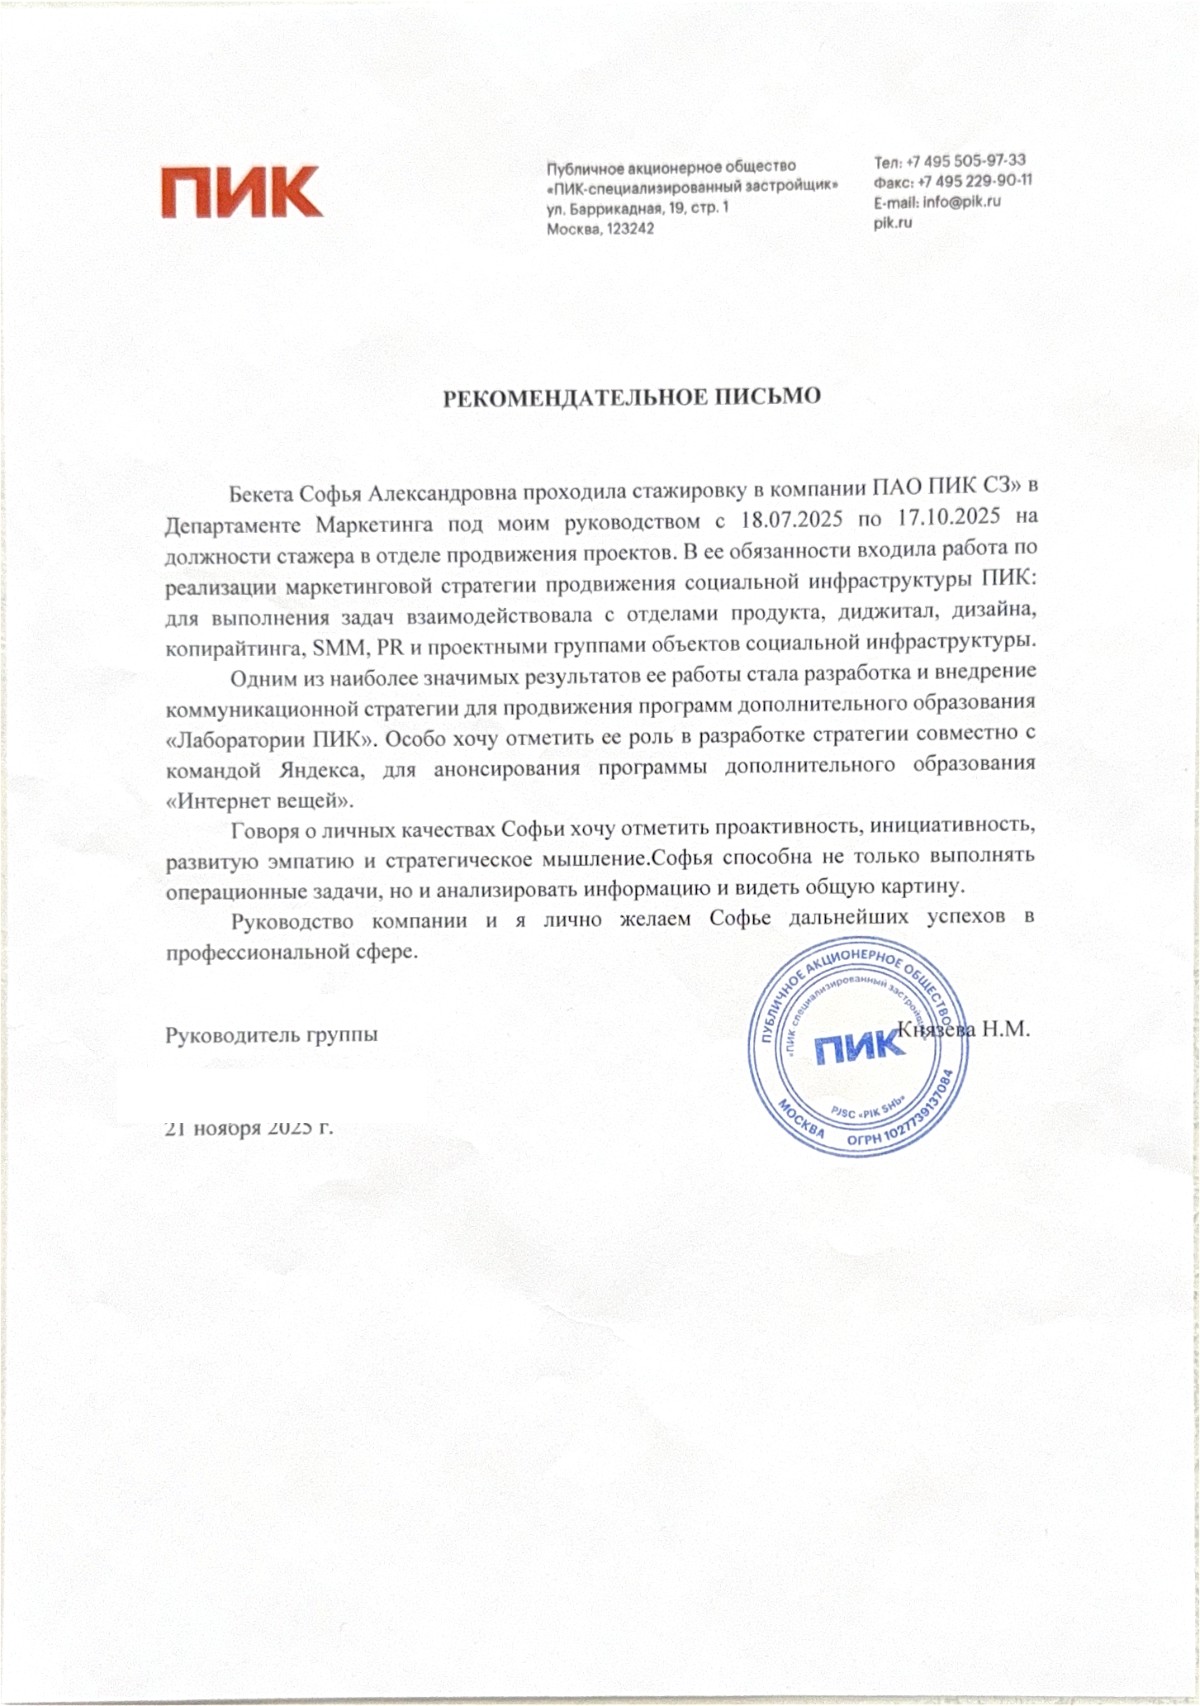 ПИК
Публичное акционерное общество
«ПИК-специализированный застройщик»
ул. Баррикадная, 19, стр. 1
Москва, 123242
Тел: +7 495 505-97-33
Факс: +7 495 229-90-11
E-mail: info@pik.ru
pik.ru
РЕКОМЕНДАТЕЛЬНОЕ ПИСЬМО
Бекета Софья Александровна проходила стажировку в компании ПАО ПИК СЗ» в
Департаменте Маркетинга под моим руководством с 18.07.2025 по 17.10.2025 на
должности стажера в отделе продвижения проектов. В ее обязанности входила работа по
реализации маркетинговой стратегии продвижения социальной инфраструктуры ПИК:
для выполнения задач взаимодействовала с отделами продукта, диджитал, дизайна,
копирайтинга, SMM, PR и проектными группами объектов социальной инфраструктуры.
Одним из наиболее значимых результатов ее работы стала разработка и внедрение
коммуникационной стратегии для продвижения программ дополнительного образования
«Лаборатории ПИК». Особо хочу отметить ее роль в разработке стратегии совместно с
командой Яндекса, для анонсирования программы дополнительного образования
«Интернет вещей».
Говоря о личных качествах Софьи хочу отметить проактивность, инициативность,
развитую эмпатию и стратегическое мышление.Софья способна не только выполнять
операционные задачи, но и анализировать информацию и видеть общую картину.
Руководство компании и я лично желаем Софье дальнейших успехов в
профессиональной сфере.
Руководитель группы
Князева Н.М.
ПУБЛИЧНОЕ АКЦИОНЕРНОЕ ОБЩЕСТВО
«ПИК специализированный застройщик»
ПИК
PJSC «PIK SHb»
МОСКВА ОГРН 1027739137084
21 ноября 2025 г.